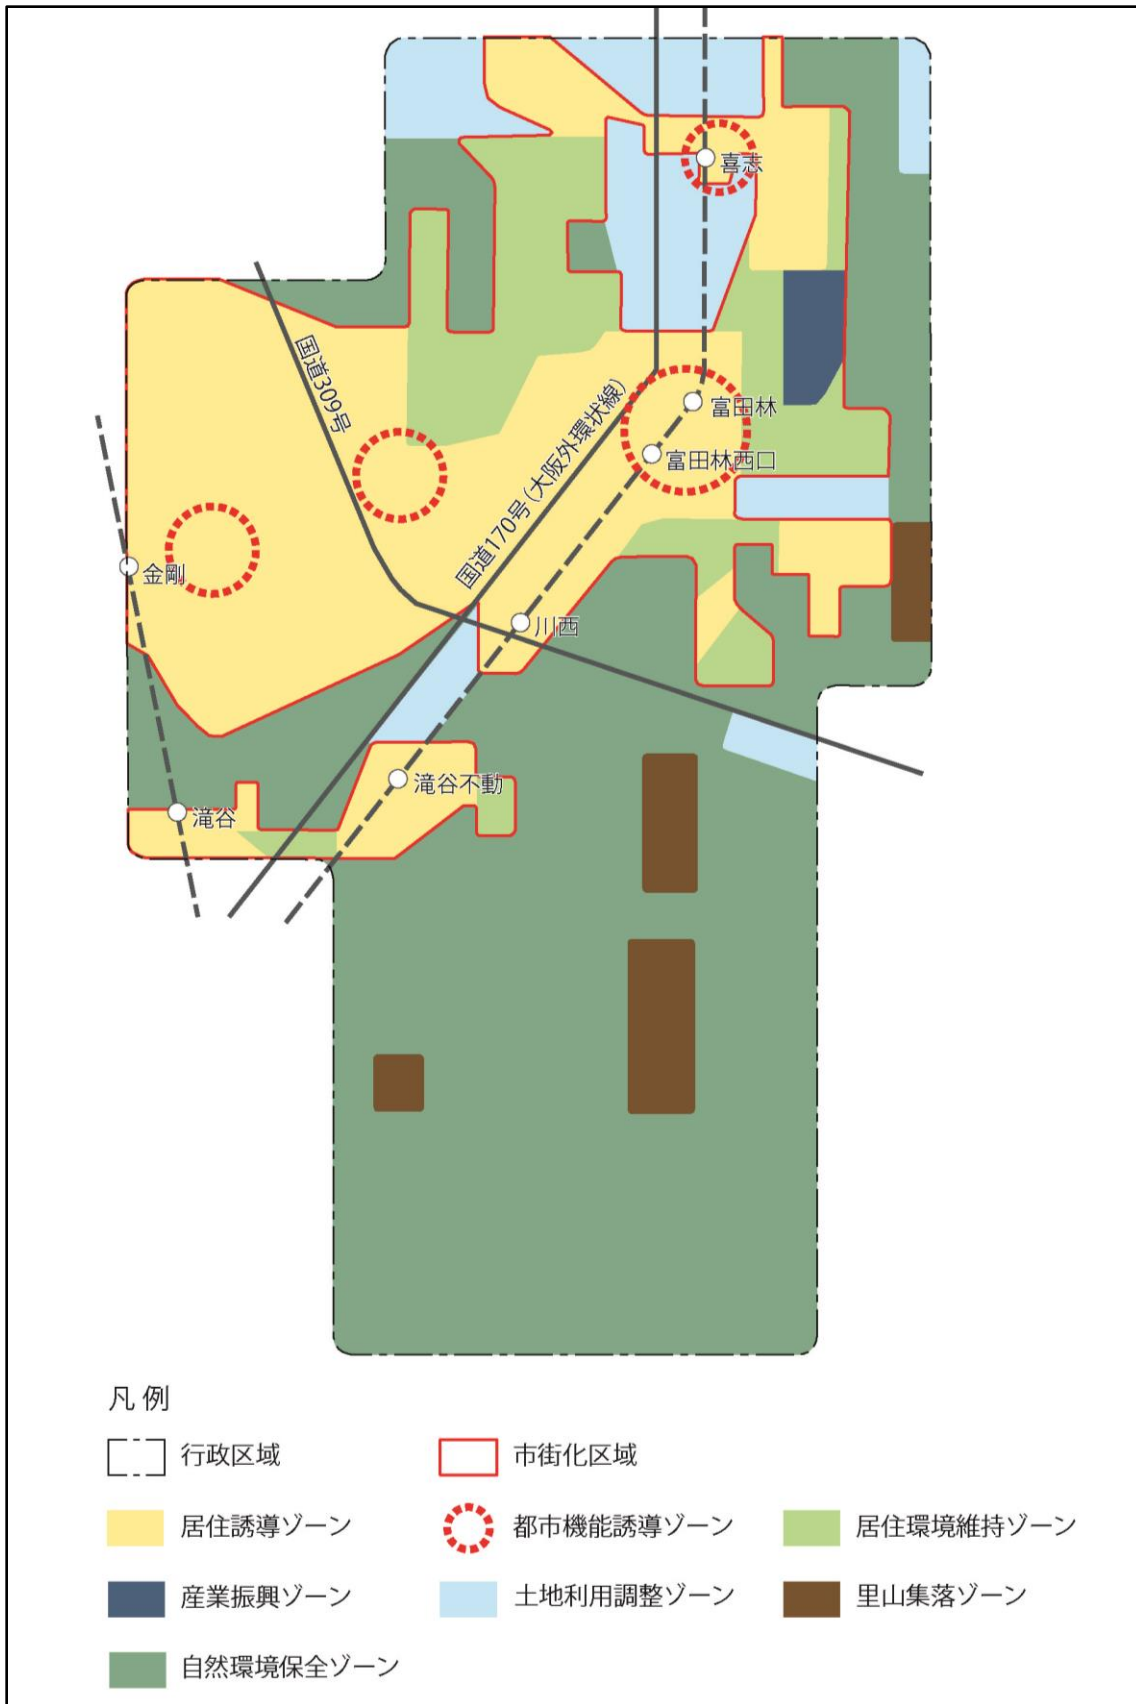 喜志
国道309号
国道170号(大阪外環状線)
富田林
富田林西口
金剛
川西
滝谷不動
滝谷
凡例
行政区域
市街化区域
居住誘導ゾーン
都市機能誘導ゾーン
居住環境維持ゾーン
産業振興ゾーン
土地利用調整ゾーン
里山集落ゾーン
自然環境保全ゾーン